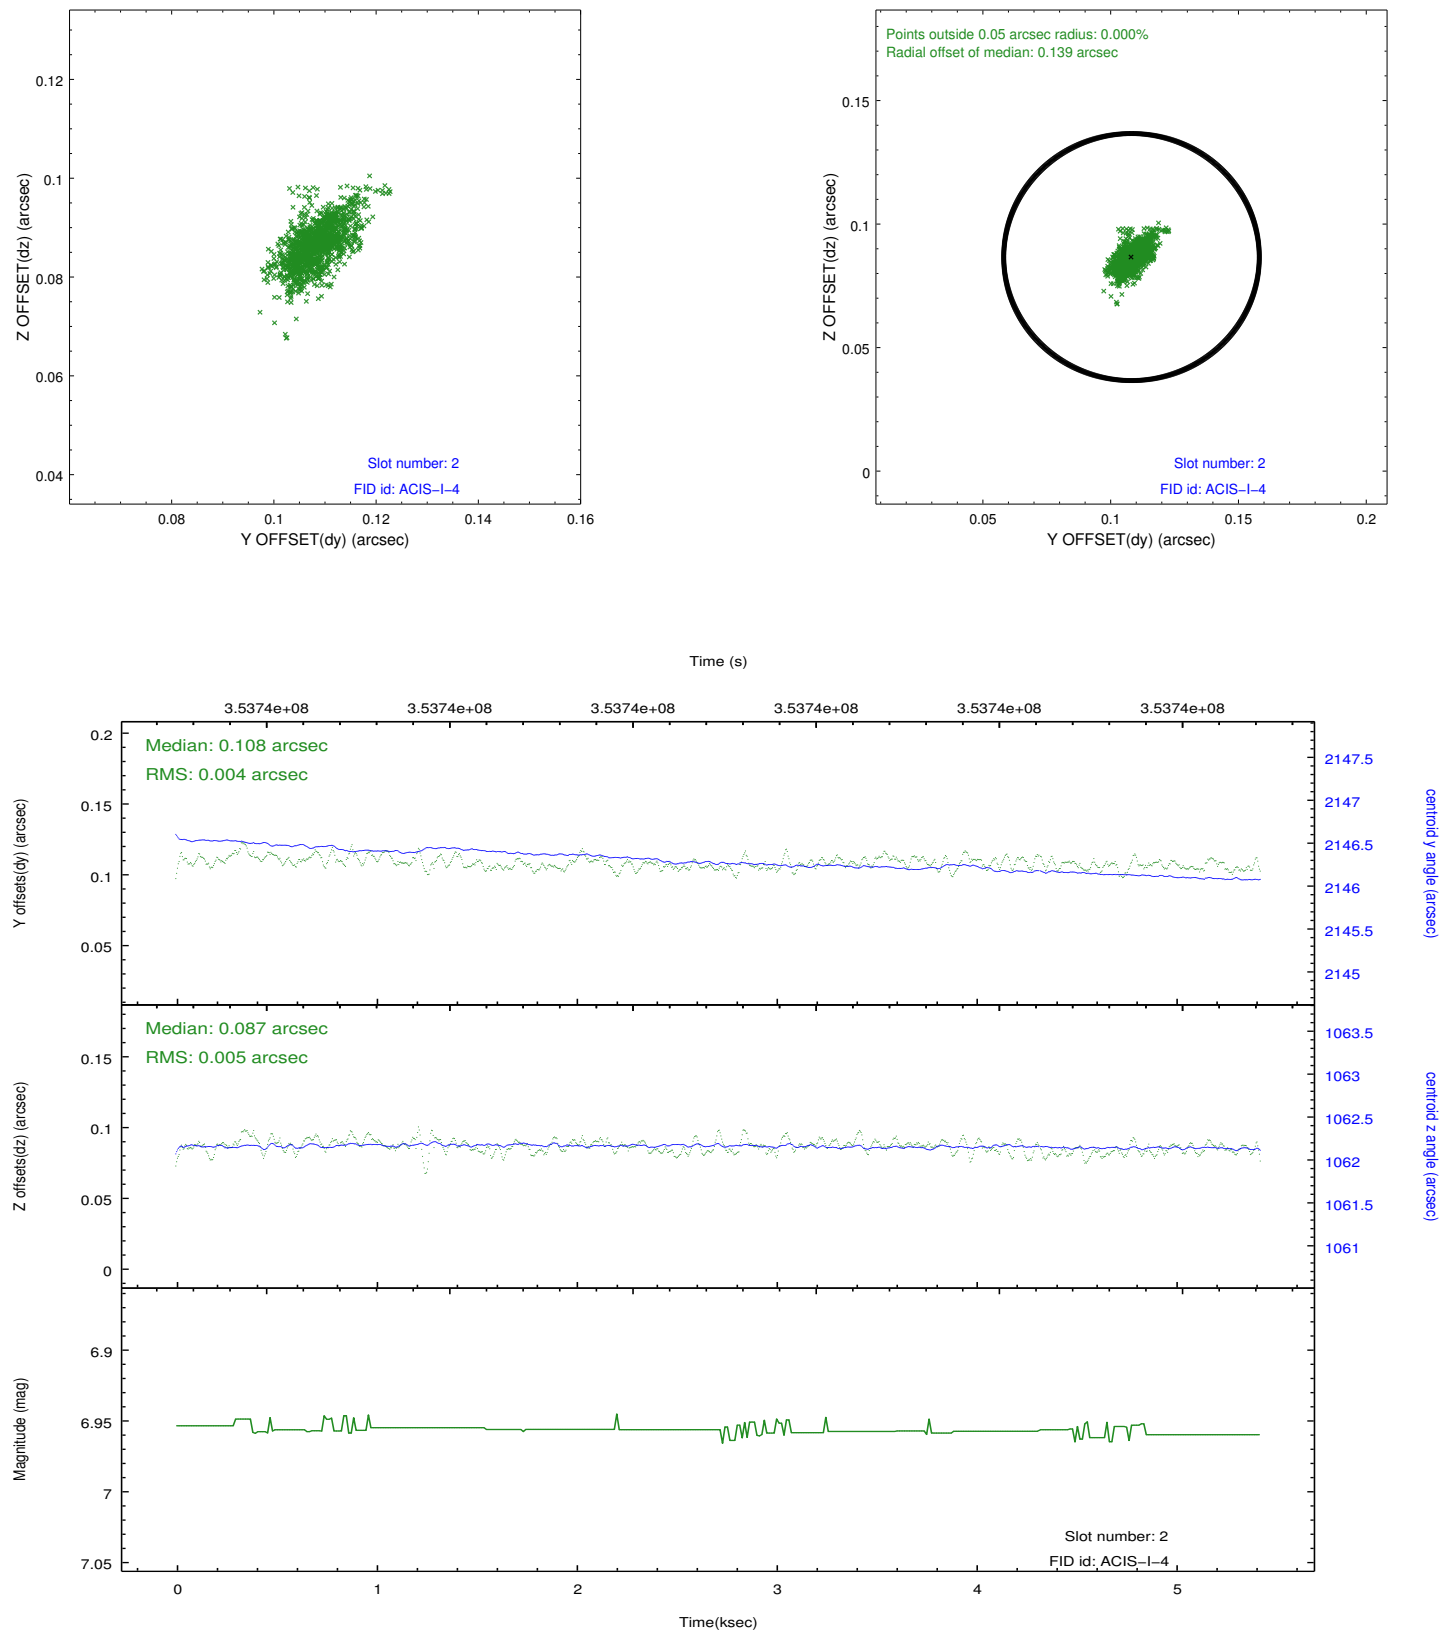 0.12
0.1
0.08
0.06
0.04
Z OFFSET(dz) (arcsec)
Slot number: 2
FID id: ACIS-I-4
0.08
0.1
0.12
0.14
0.16
Y OFFSET(dy) (arcsec)
Points outside 0.05 arcsec radius: 0.000%
Radial offset of median: 0.139 arcsec
0.15
0.1
0.05
0
Z OFFSET(dz) (arcsec)
Slot number: 2
FID id: ACIS-I-4
0.05
0.1
0.15
0.2
Y OFFSET(dy) (arcsec)
Time (s)
3.5374e+08
3.5374e+08
3.5374e+08
3.5374e+08
3.5374e+08
3.5374e+08
Median: 0.108 arcsec
RMS: 0.004 arcsec
0.2
0.15
0.1
0.05
Y offsets(dy) (arcsec)
2147.5
2147
2146.5
2146
2145.5
2145
centroid y angle (arcsec)
Median: 0.087 arcsec
RMS: 0.005 arcsec
0.15
0.1
0.05
0
Z offsets(dz) (arcsec)
1063.5
1063
1062.5
1062
1061.5
1061
centroid z angle (arcsec)
6.9
6.95
7
7.05
Magnitude (mag)
Slot number: 2
FID id: ACIS-I-4
0
1
2
3
4
5
Time(ksec)